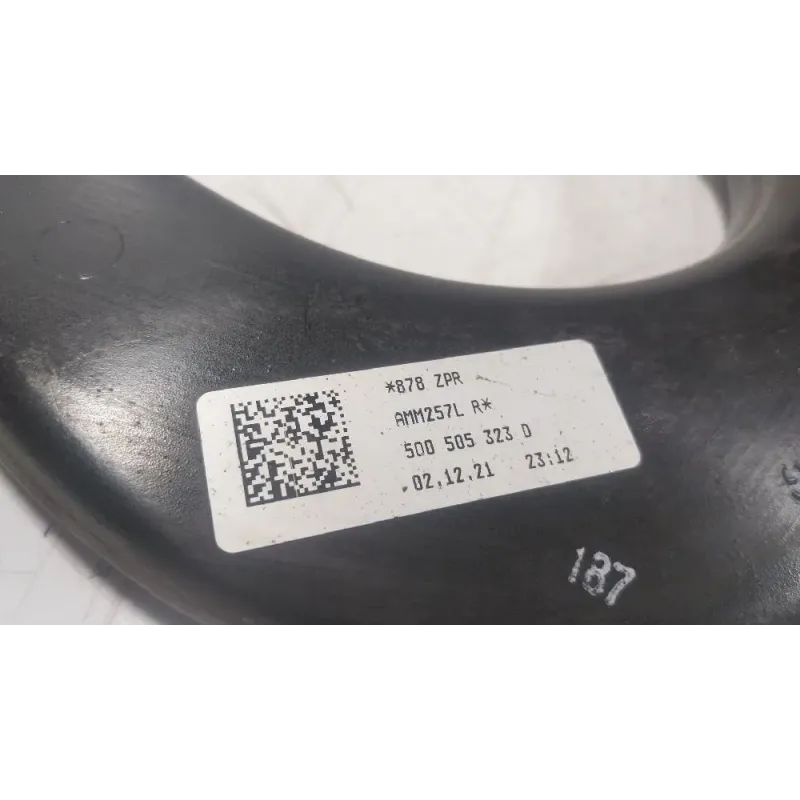 *878 ZPR
AMM257L R*
5Q0 505 323 D
02.12.21 23:12
187